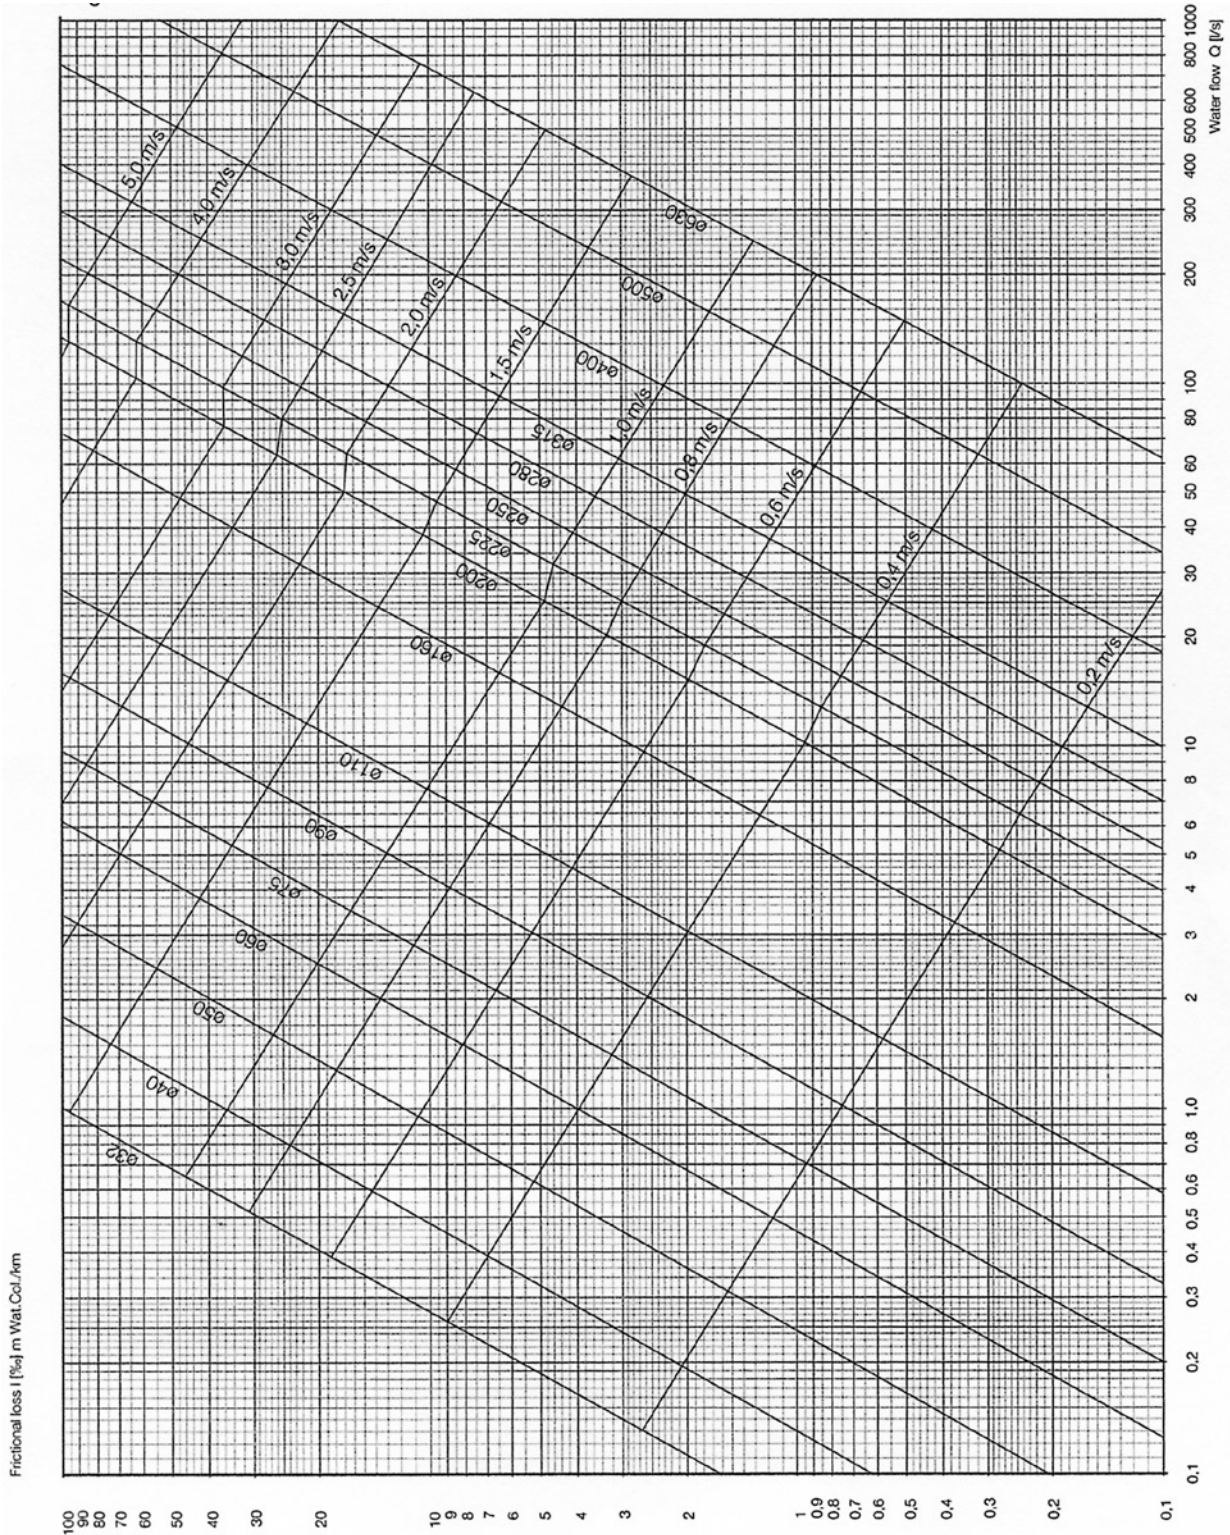 Frictional loss I [‰] m Wat.Col./km
100
90
80
70
60
50
40
30
20
10
9
8
7
6
5
4
3
2
1
0,9
0,8
0,7
0,6
0,5
0,4
0,3
0,2
0,1
0,1
0,2
0,3
0,4
0,5
0,6
0,8
1,0
2
3
4
5
6
8
10
20
30
40
50
60
80
100
200
300
400
500
600
800
1000
Water flow Q [l/s]
ø32
ø40
ø50
ø60
ø75
ø90
ø110
ø160
ø200
ø225
ø250
ø280
ø315
ø400
ø500
ø630
5,0 m/s
4,0 m/s
3,0 m/s
2,5 m/s
2,0 m/s
1,5 m/s
1,0 m/s
0,8 m/s
0,6 m/s
0,4 m/s
0,2 m/s